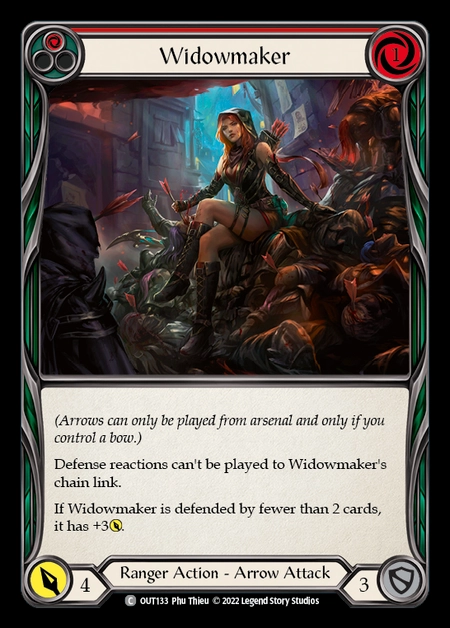 Widowmaker
1
(Arrows can only be played from arsenal and only if you
control a bow.)
Defense reactions can't be played to Widowmaker's
chain link.
If Widowmaker is defended by fewer than 2 cards,
it has +3.
4
Ranger Action - Arrow Attack
3
C OUT133 Phu Thieu © 2022 Legend Story Studios